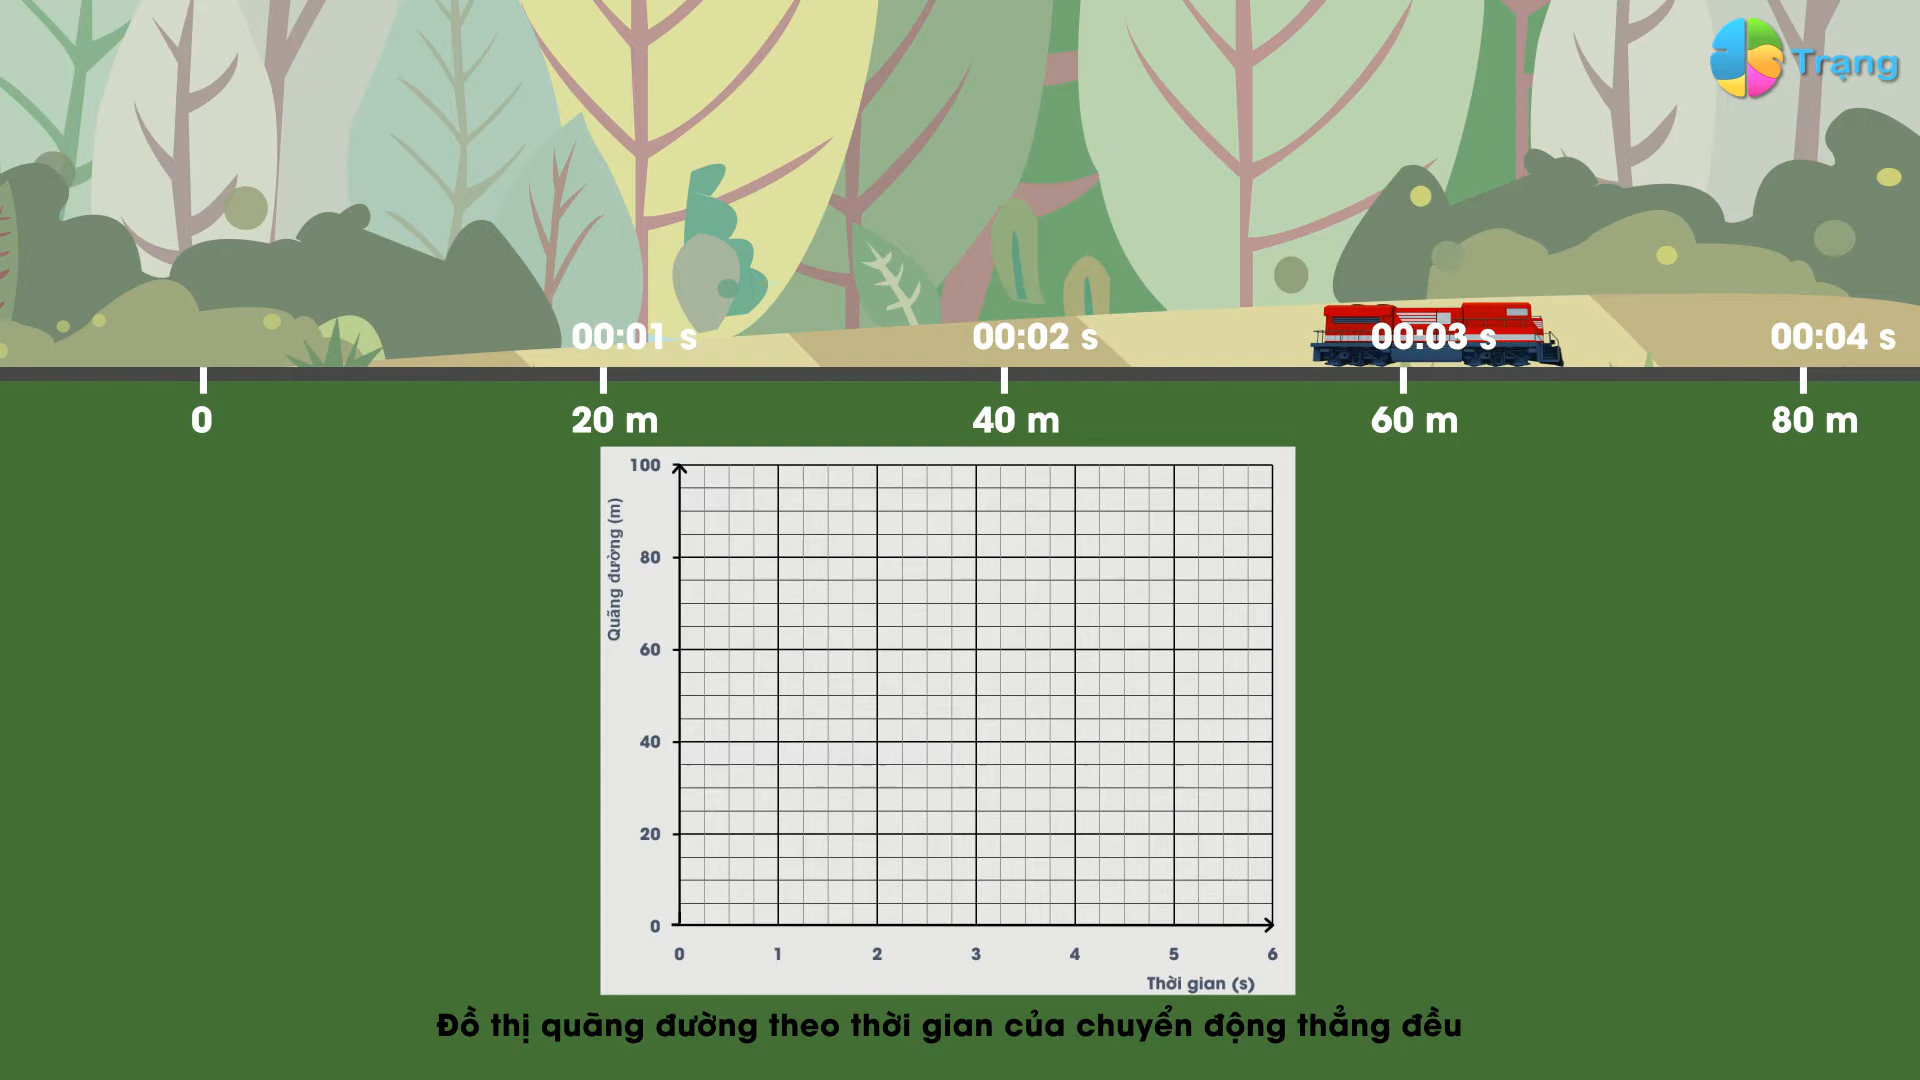 Trạng
00:01 s
00:02 s
00:03 s
00:04 s
0
20 m
40 m
60 m
80 m
100
80
60
40
20
0
Quãng đường (m)
0
1
2
3
4
5
6
Thời gian (s)
Đồ thị quãng đường theo thời gian của chuyển động thẳng đều